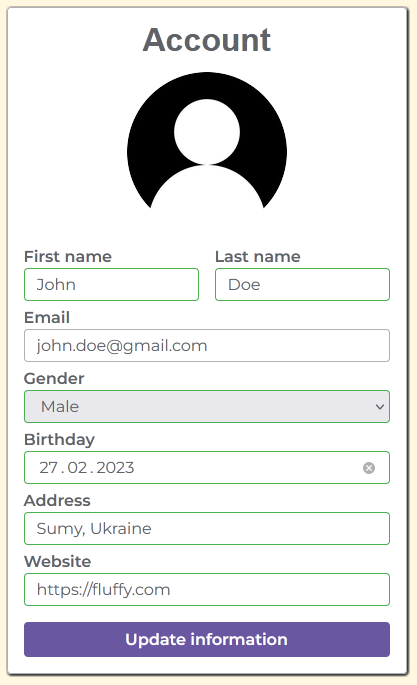 Account
First name Last name
John Doe
Email
john.doe@gmail.com
Gender
Male
Birthday
27.02.2023
Address
Sumy, Ukraine
Website
https://fluffy.com
Update information